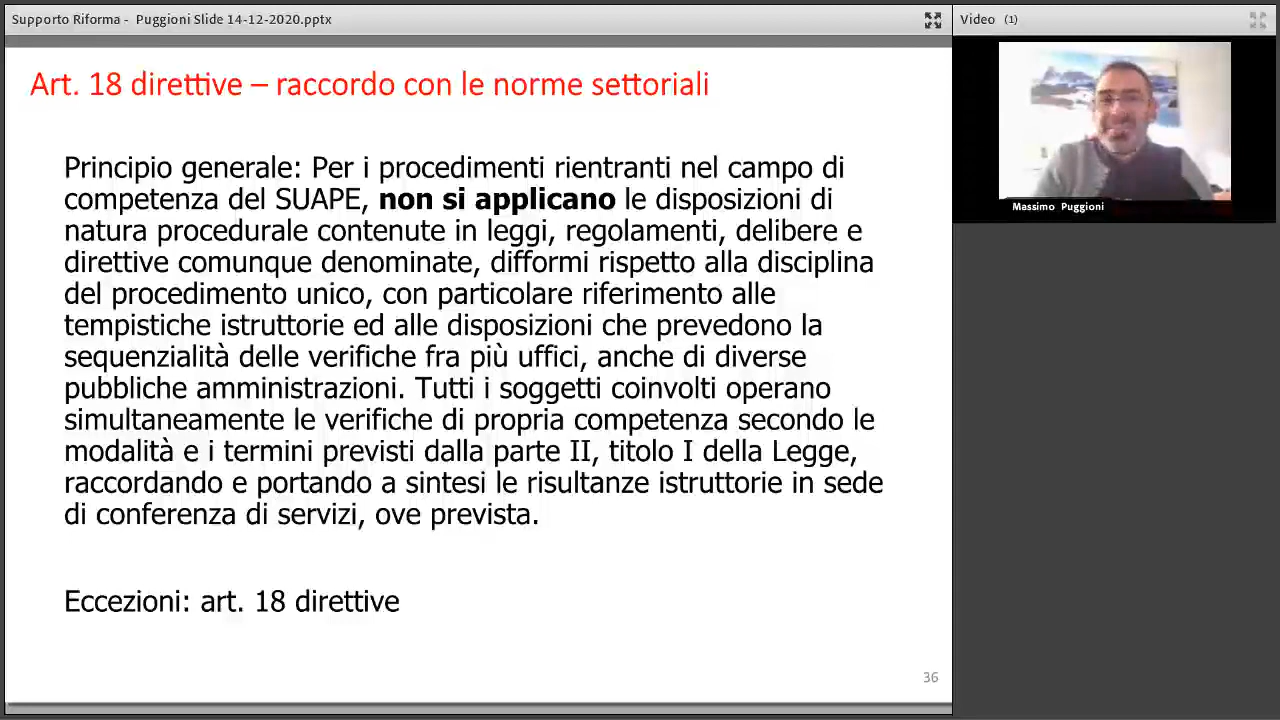 Supporto Riforma - Puggioni Slide 14-12-2020.pptx
Video (1)
Art. 18 direttive – raccordo con le norme settoriali
Massimo Puggioni
Principio generale: Per i procedimenti rientranti nel campo di
competenza del SUAPE, non si applicano le disposizioni di
natura procedurale contenute in leggi, regolamenti, delibere e
direttive comunque denominate, difformi rispetto alla disciplina
del procedimento unico, con particolare riferimento alle
tempistiche istruttorie ed alle disposizioni che prevedono la
sequenzialità delle verifiche fra più uffici, anche di diverse
pubbliche amministrazioni. Tutti i soggetti coinvolti operano
simultaneamente le verifiche di propria competenza secondo le
modalità e i termini previsti dalla parte II, titolo I della Legge,
raccordando e portando a sintesi le risultanze istruttorie in sede
di conferenza di servizi, ove prevista.
Eccezioni: art. 18 direttive
36